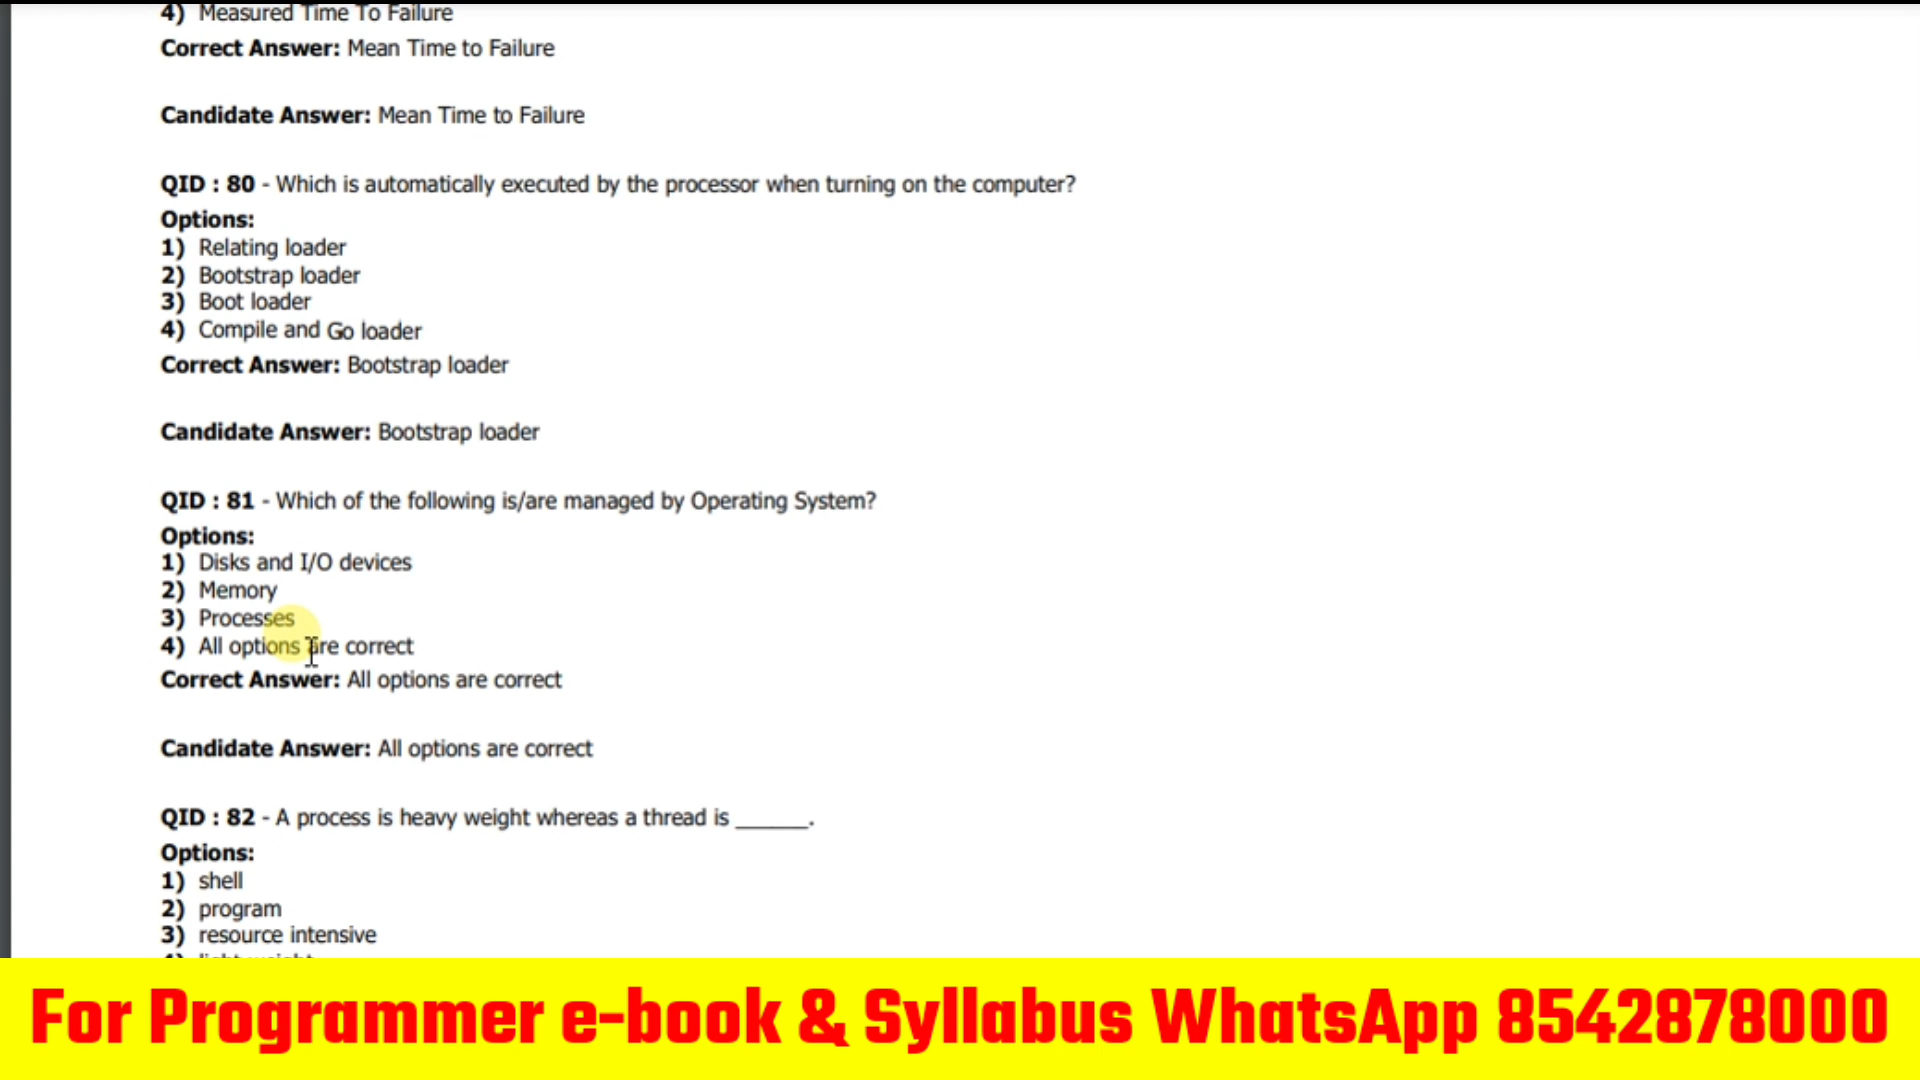 4) Measured Time To Failure
Correct Answer: Mean Time to Failure
Candidate Answer: Mean Time to Failure
QID : 80 - Which is automatically executed by the processor when turning on the computer?
Options:
1) Relating loader
2) Bootstrap loader
3) Boot loader
4) Compile and Go loader
Correct Answer: Bootstrap loader
Candidate Answer: Bootstrap loader
QID : 81 - Which of the following is/are managed by Operating System?
Options:
1) Disks and I/O devices
2) Memory
3) Processes
4) All options are correct
Correct Answer: All options are correct
Candidate Answer: All options are correct
QID : 82 - A process is heavy weight whereas a thread is ______.
Options:
1) shell
2) program
3) resource intensive
For Programmer e-book & Syllabus WhatsApp 8542878000